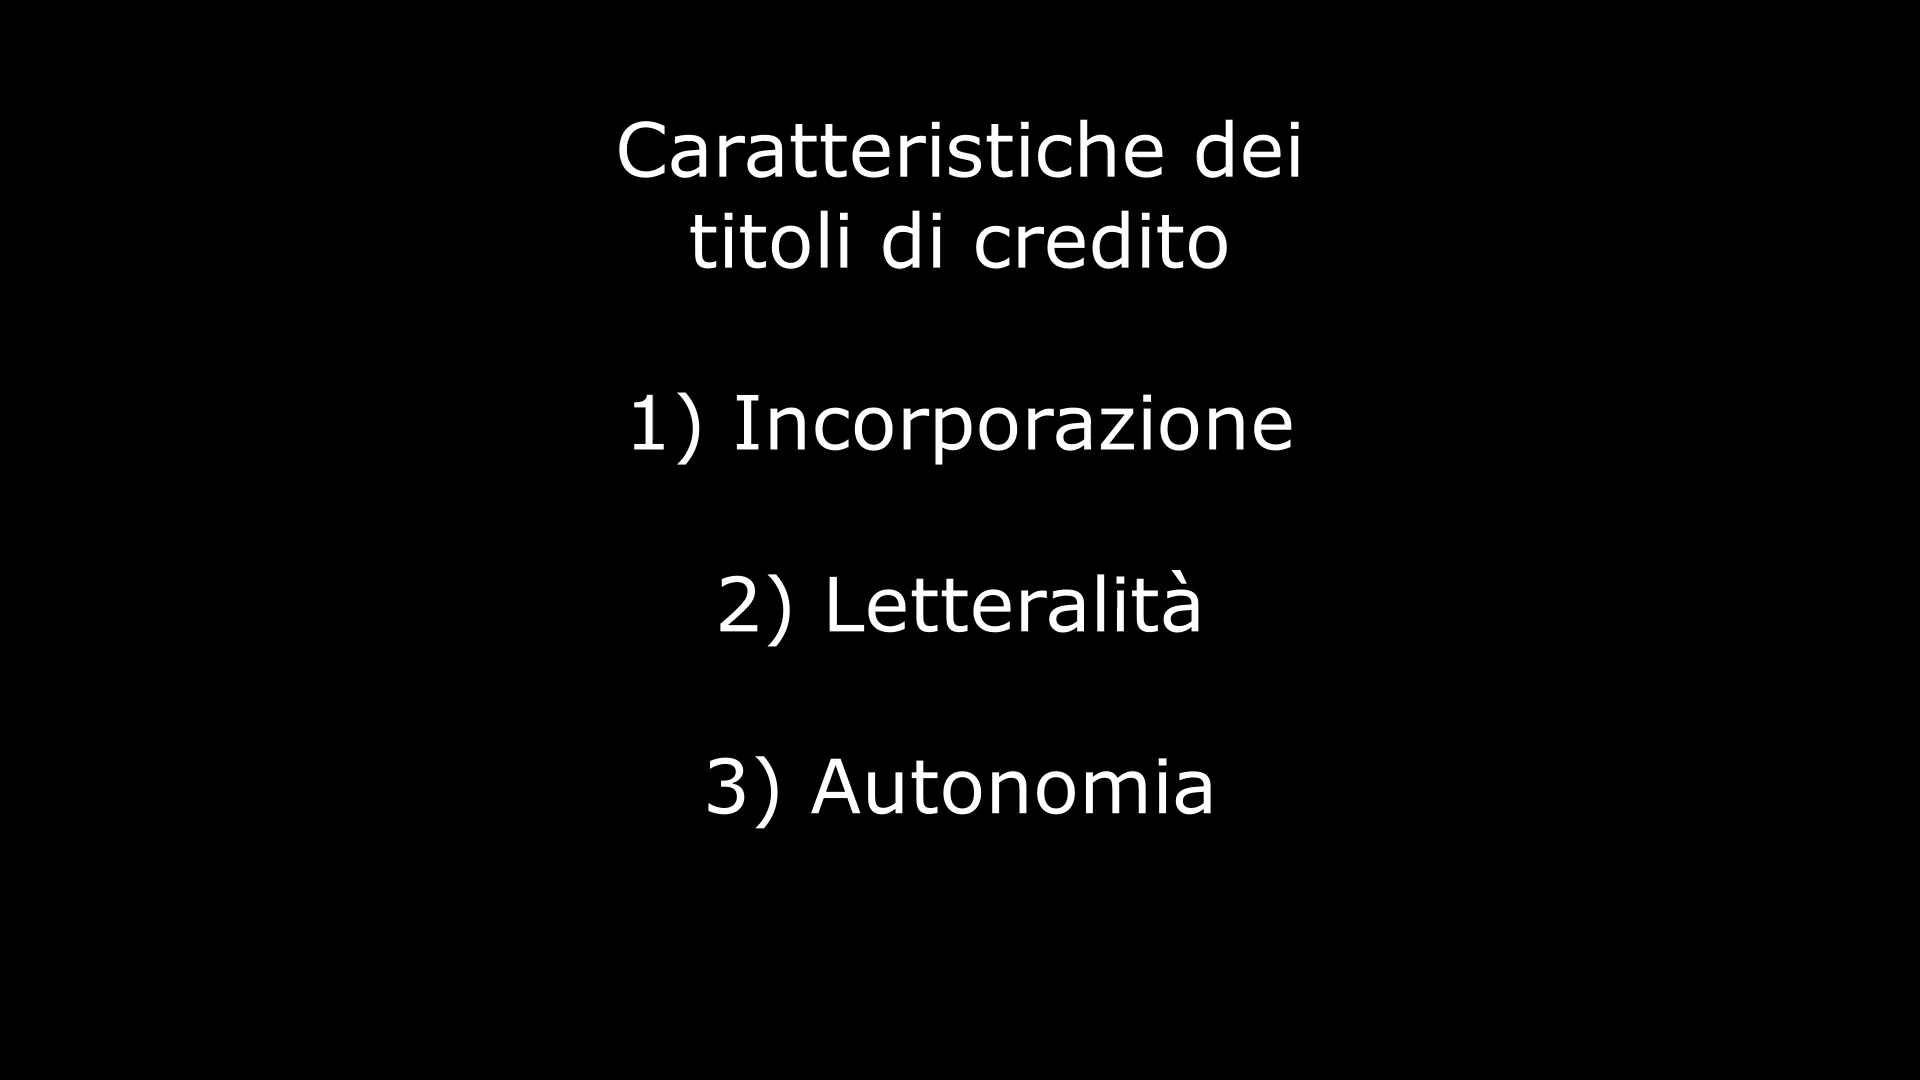 Caratteristiche dei
titoli di credito
1) Incorporazione
2) Letteralità
3) Autonomia